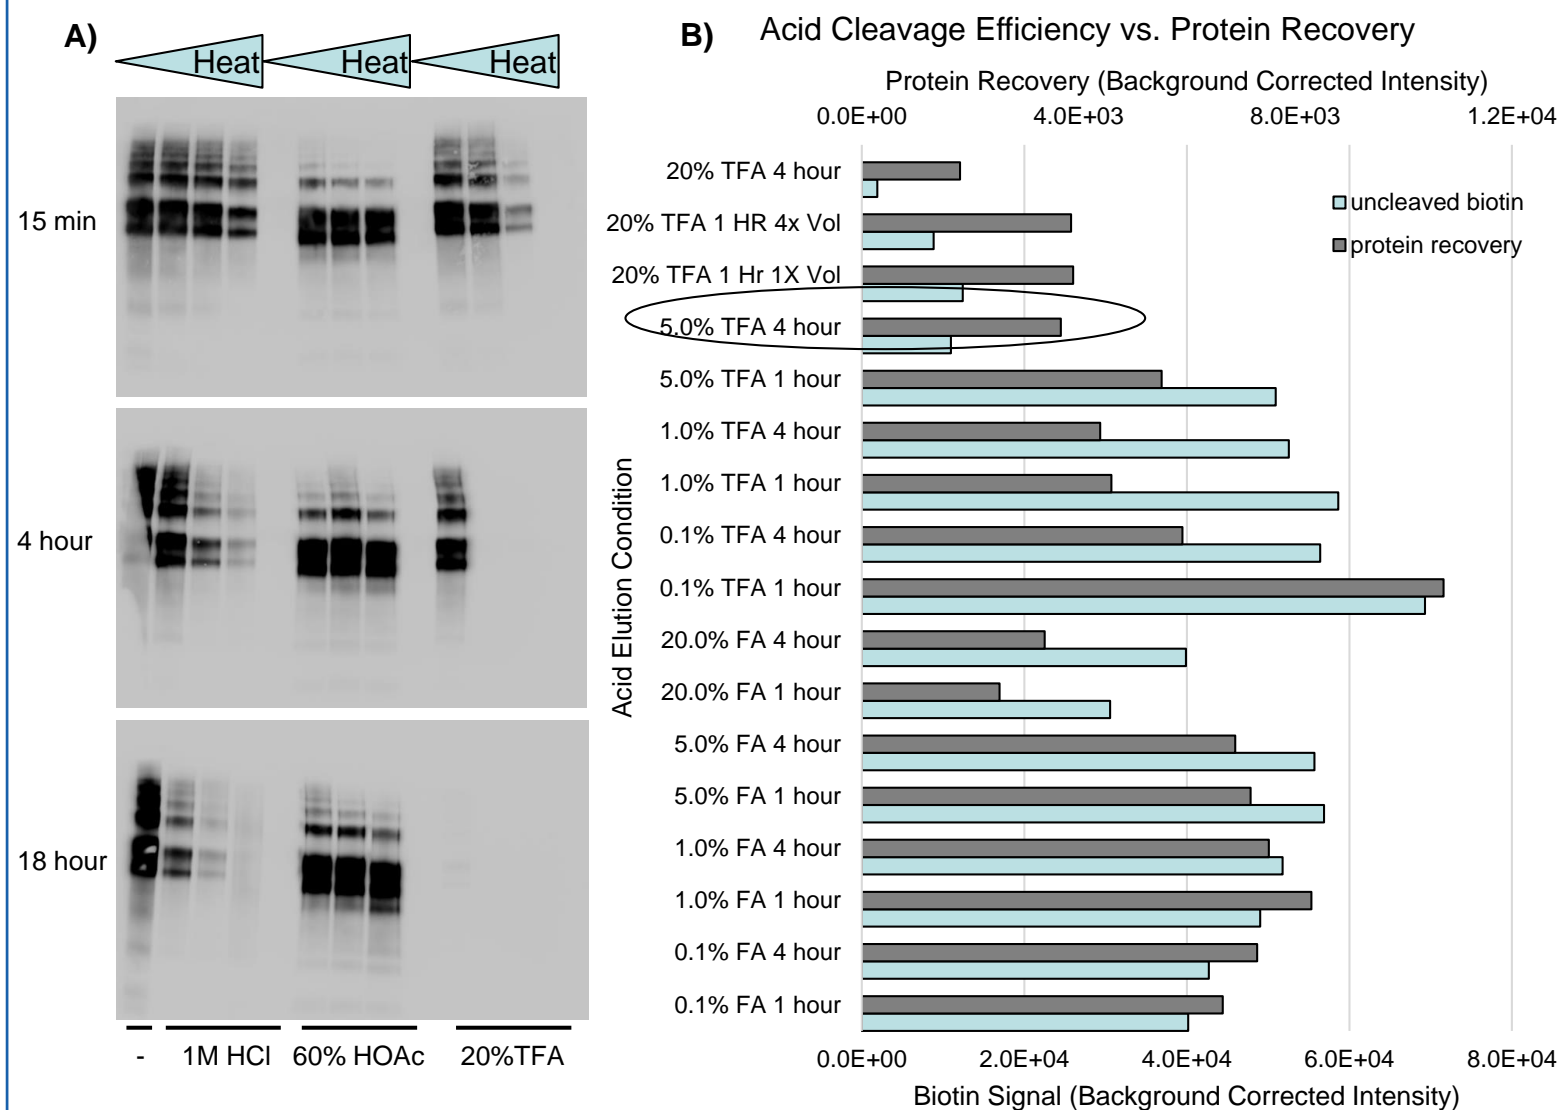 A)
Heat Heat Heat
15 min
4 hour
18 hour
- 1M HCl 60% HOAc 20%TFA
B) Acid Cleavage Efficiency vs. Protein Recovery
Protein Recovery (Background Corrected Intensity)
0.0E+00 4.0E+03 8.0E+03 1.2E+04
Acid Elution Condition
20% TFA 4 hour
20% TFA 1 HR 4x Vol
20% TFA 1 Hr 1X Vol
5.0% TFA 4 hour
5.0% TFA 1 hour
1.0% TFA 4 hour
1.0% TFA 1 hour
0.1% TFA 4 hour
0.1% TFA 1 hour
20.0% FA 4 hour
20.0% FA 1 hour
5.0% FA 4 hour
5.0% FA 1 hour
1.0% FA 4 hour
1.0% FA 1 hour
0.1% FA 4 hour
0.1% FA 1 hour
uncleaved biotin
protein recovery
0.0E+00 2.0E+04 4.0E+04 6.0E+04 8.0E+04
Biotin Signal (Background Corrected Intensity)